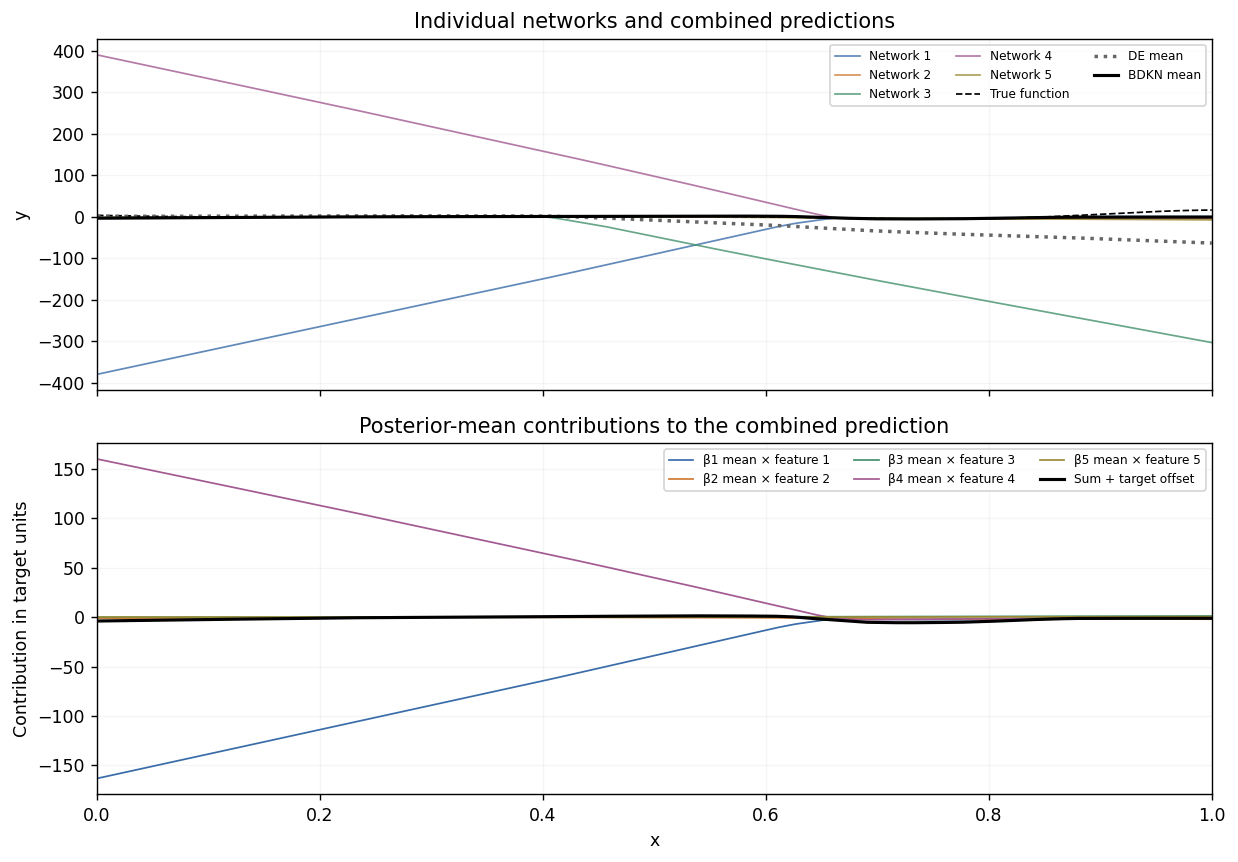 Individual networks and combined predictions
400
300
200
100
0
−100
−200
−300
−400
y
Network 1
Network 2
Network 3
Network 4
Network 5
True function
DE mean
BDKN mean
Posterior-mean contributions to the combined prediction
150
100
50
0
−50
−100
−150
Contribution in target units
β1 mean × feature 1
β2 mean × feature 2
β3 mean × feature 3
β4 mean × feature 4
β5 mean × feature 5
Sum + target offset
0.0 0.2 0.4 0.6 0.8 1.0
x